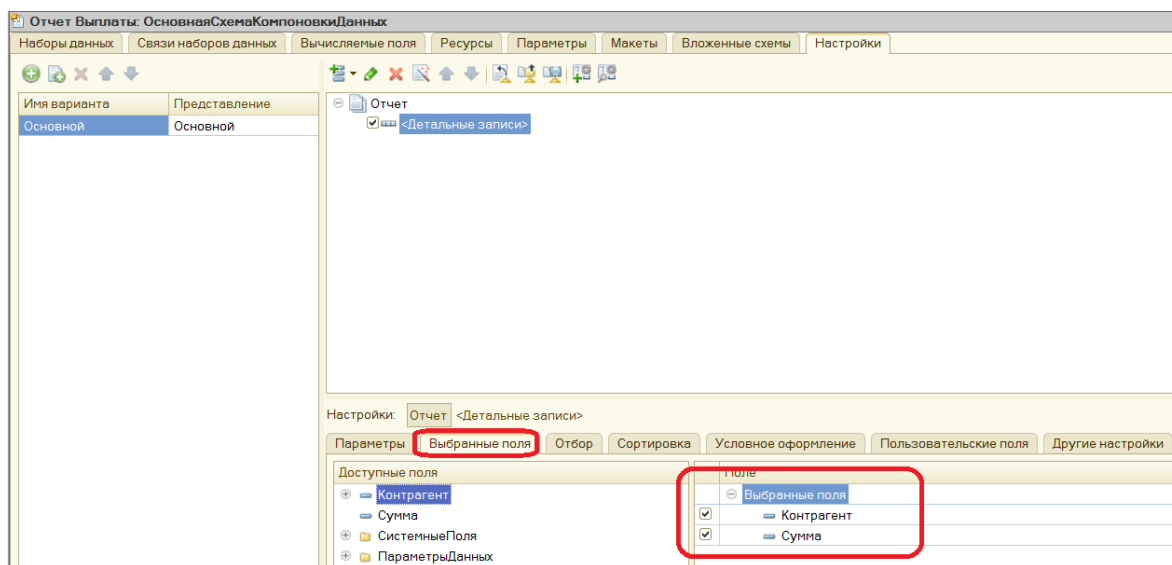 Отчет Выплаты: ОсновнаяСхемаКомпоновкиДанных
Наборы данных Связи наборов данных Вычисляемые поля Ресурсы Параметры Макеты Вложенные схемы Настройки
Имя варианта Представление
Основной Основной
Отчет
<Детальные записи>
Настройки: Отчет <Детальные записи>
Параметры Выбранные поля Отбор Сортировка Условное оформление Пользовательские поля Другие настройки
Доступные поля Поле
Контрагент Выбранные поля
Сумма Контрагент
СистемныеПоля Сумма
ПараметрыДанных